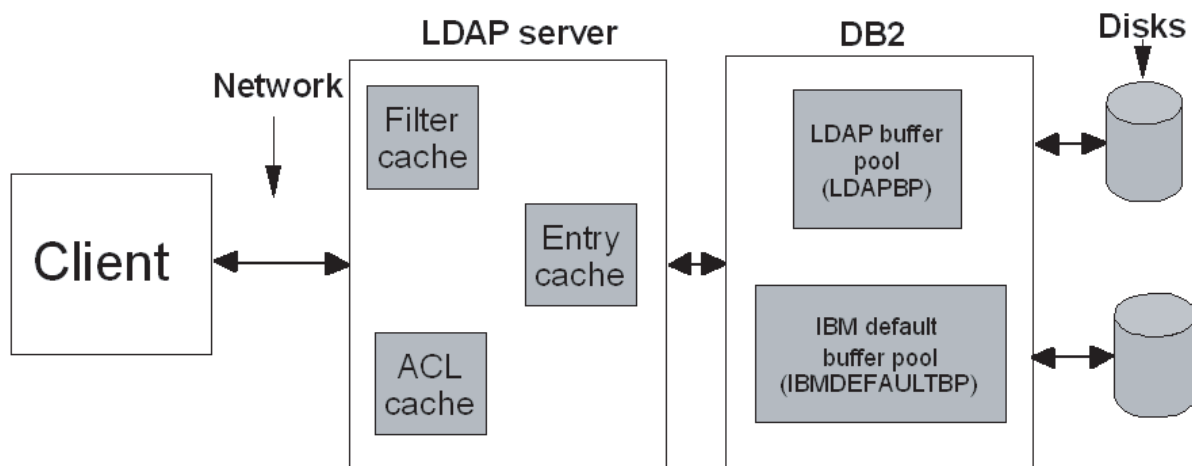 LDAP server
DB2
Disks
Network
Filter
cache
LDAP buffer
pool
(LDAPBP)
Client
Entry
cache
IBM default
buffer pool
(IBMDEFAULTBP)
ACL
cache